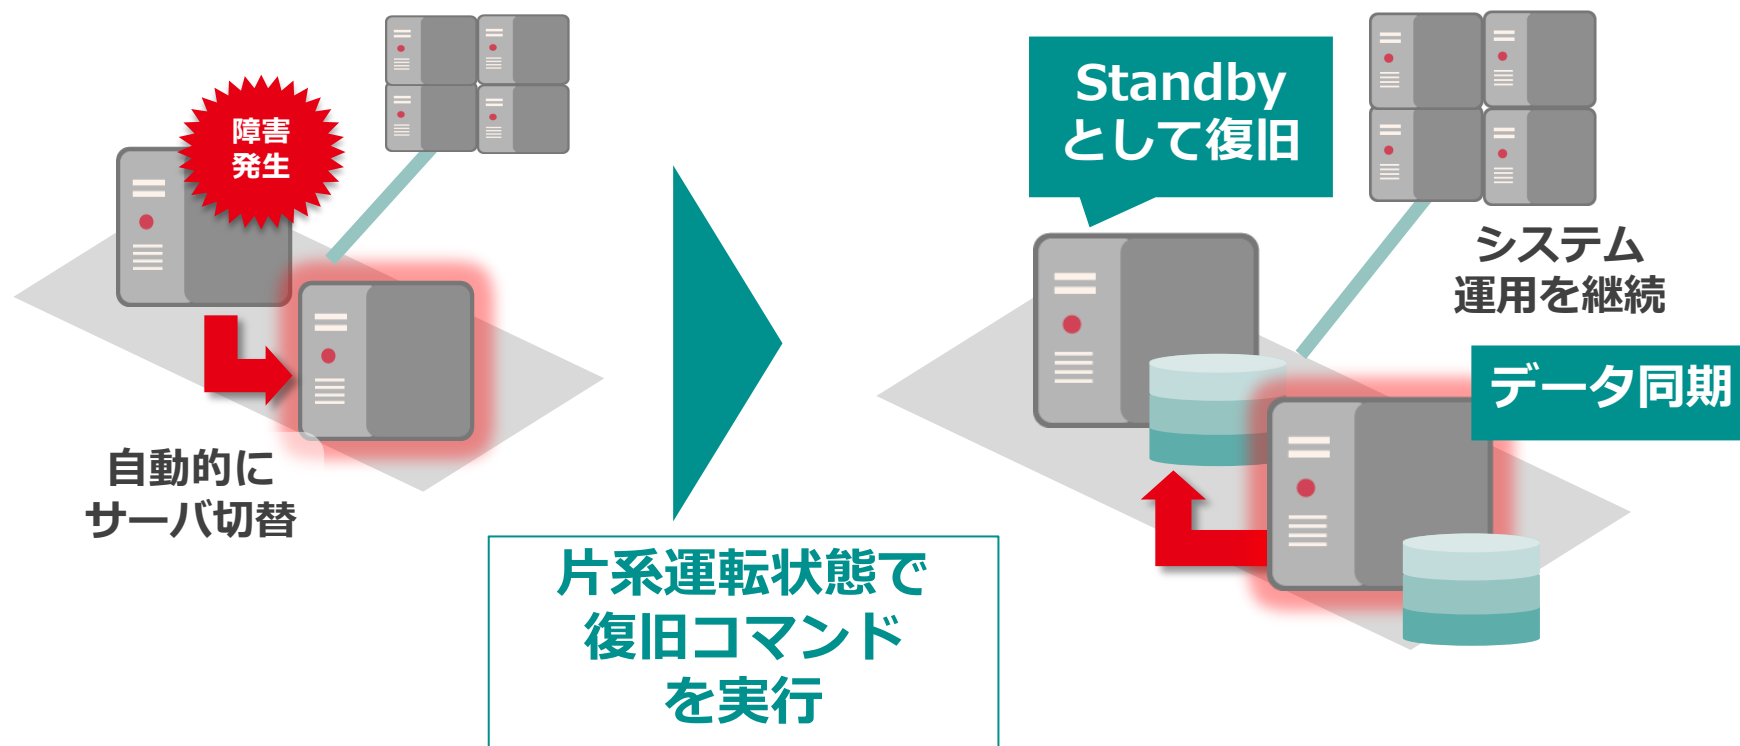 障害
発生
自動的に
サーバ切替
片系運転状態で
復旧コマンド
を実行
Standby
として復旧
システム
運用を継続
データ同期